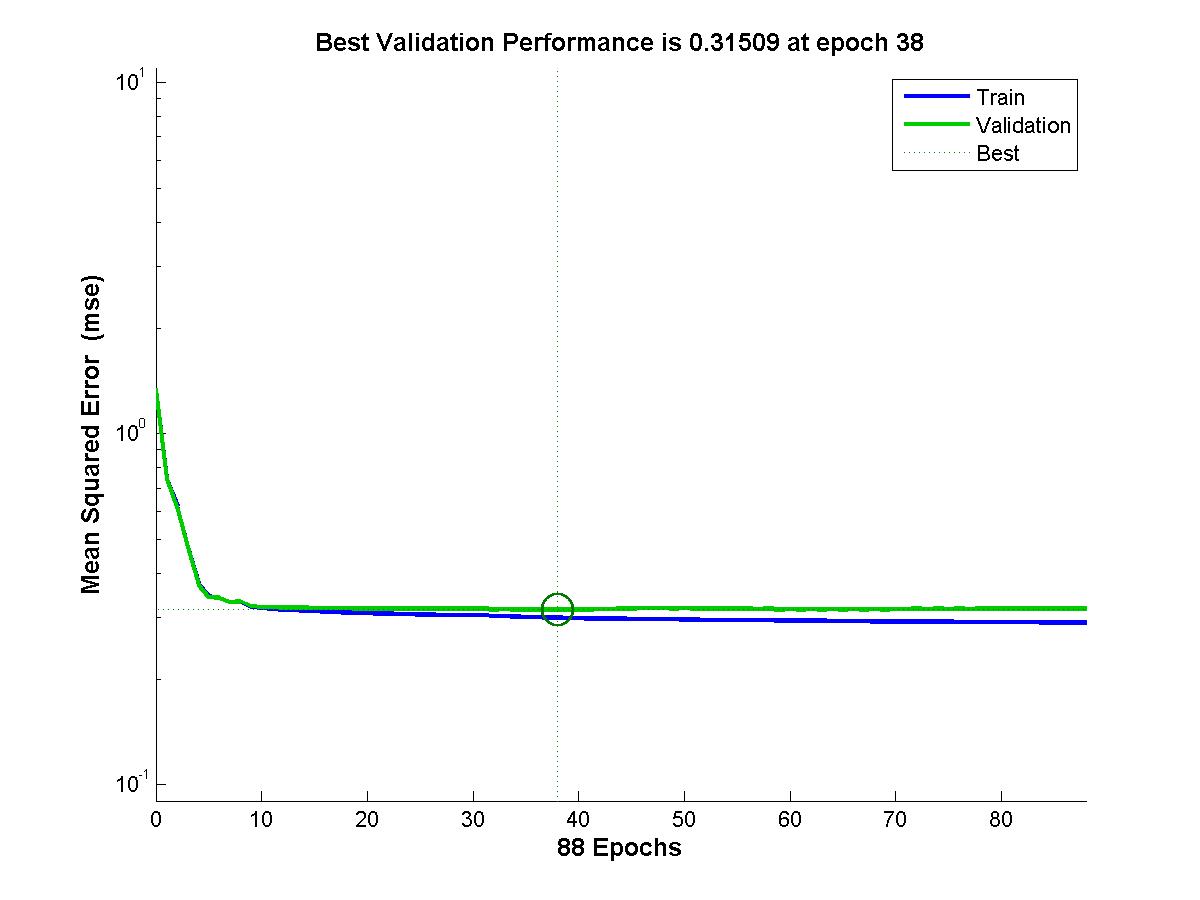 Best Validation Performance is 0.31509 at epoch 38
10^1
10^0
10^-1
Mean Squared Error (mse)
Train
Validation
Best
0 10 20 30 40 50 60 70 80
88 Epochs